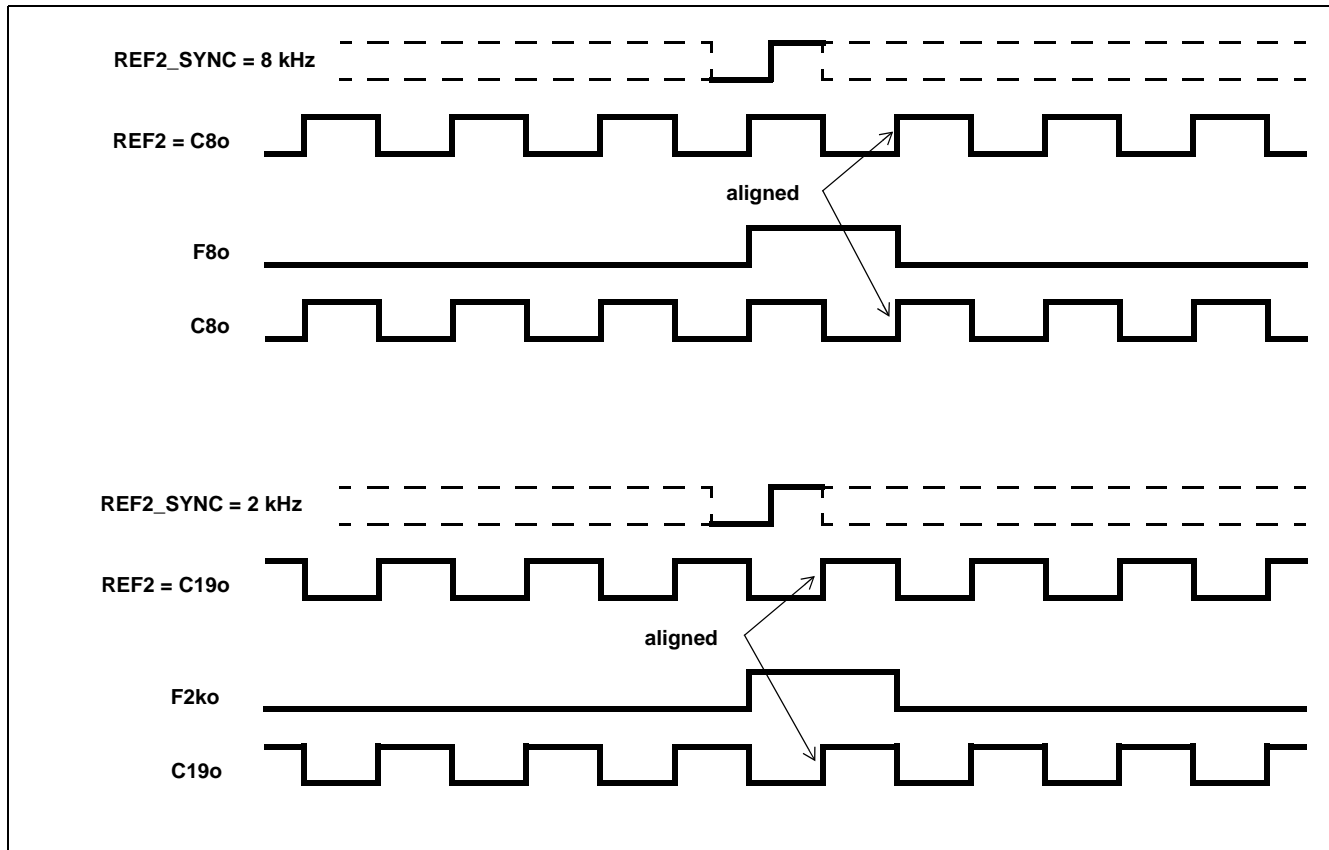 REF2_SYNC = 8 kHz
REF2 = C8o
aligned
F8o
C8o
REF2_SYNC = 2 kHz
REF2 = C19o
aligned
F2ko
C19o